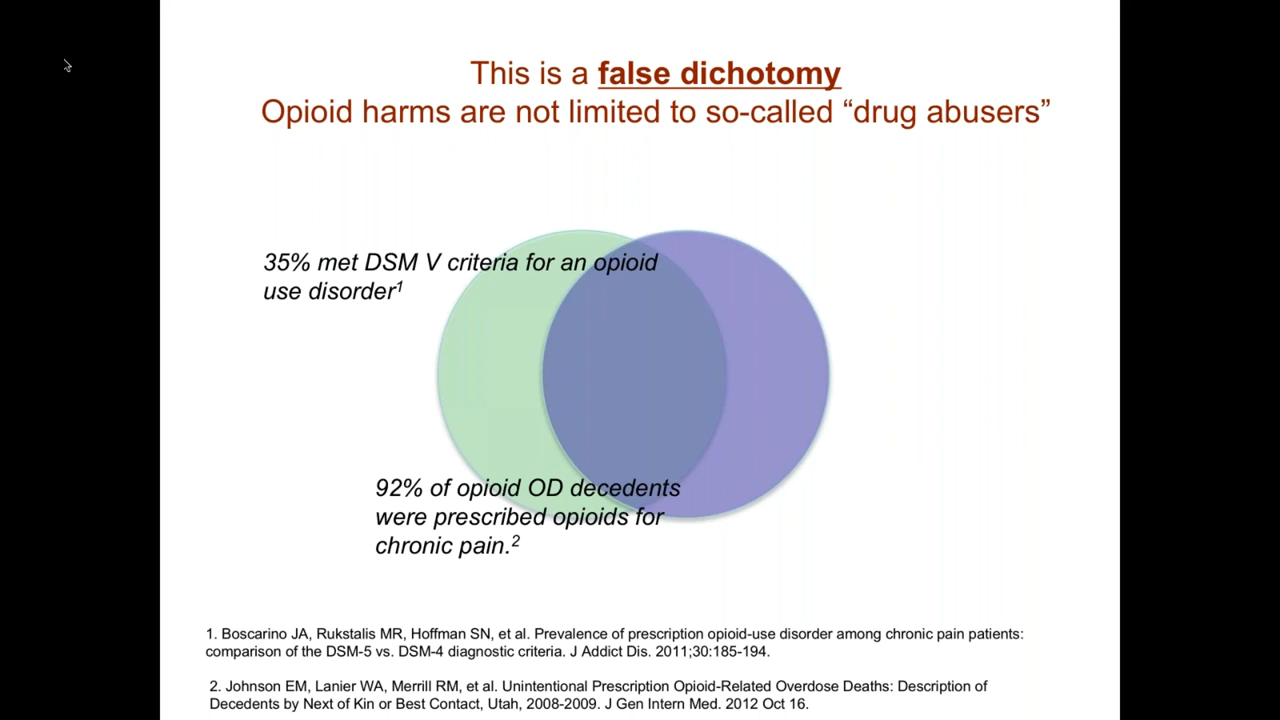 This is a false dichotomy
Opioid harms are not limited to so-called “drug abusers”
35% met DSM V criteria for an opioid
use disorder1
92% of opioid OD decedents
were prescribed opioids for
chronic pain.2
1. Boscarino JA, Rukstalis MR, Hoffman SN, et al. Prevalence of prescription opioid-use disorder among chronic pain patients:
comparison of the DSM-5 vs. DSM-4 diagnostic criteria. J Addict Dis. 2011;30:185-194.
2. Johnson EM, Lanier WA, Merrill RM, et al. Unintentional Prescription Opioid-Related Overdose Deaths: Description of
Decedents by Next of Kin or Best Contact, Utah, 2008-2009. J Gen Intern Med. 2012 Oct 16.